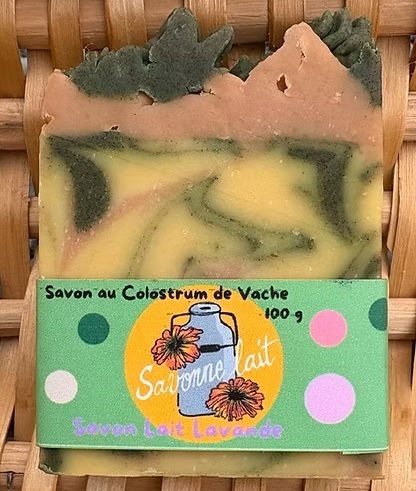 Savon au Colostrum de Vache
100 g
Savonne lait
Savon Lait Lavande